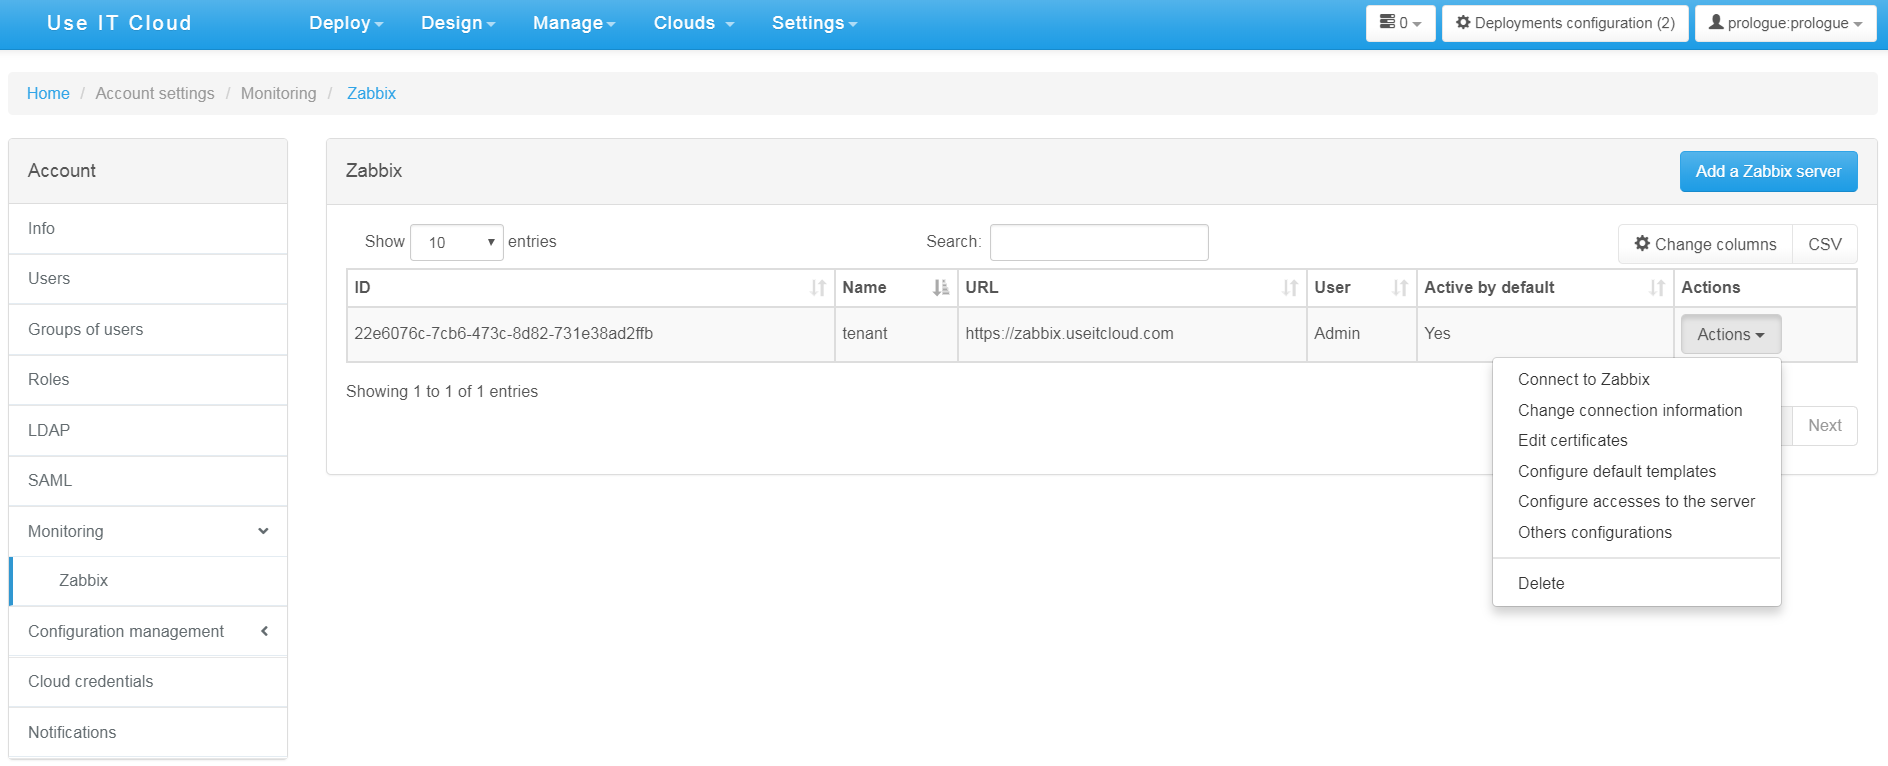 Use IT Cloud Deploy Design Manage Clouds Settings 0 Deployments configuration (2) prologue:prologue
Home / Account settings / Monitoring / Zabbix
Account
Info
Users
Groups of users
Roles
LDAP
SAML
Monitoring
Zabbix
Configuration management
Cloud credentials
Notifications
Zabbix Add a Zabbix server
Show 10 entries Search: Change columns CSV
ID Name URL User Active by default Actions
22e6076c-7cb6-473c-8d82-731e38ad2ffb tenant https://zabbix.useitcloud.com Admin Yes Actions
Showing 1 to 1 of 1 entries
Connect to Zabbix
Change connection information
Edit certificates
Configure default templates
Configure accesses to the server
Others configurations
Delete
Next